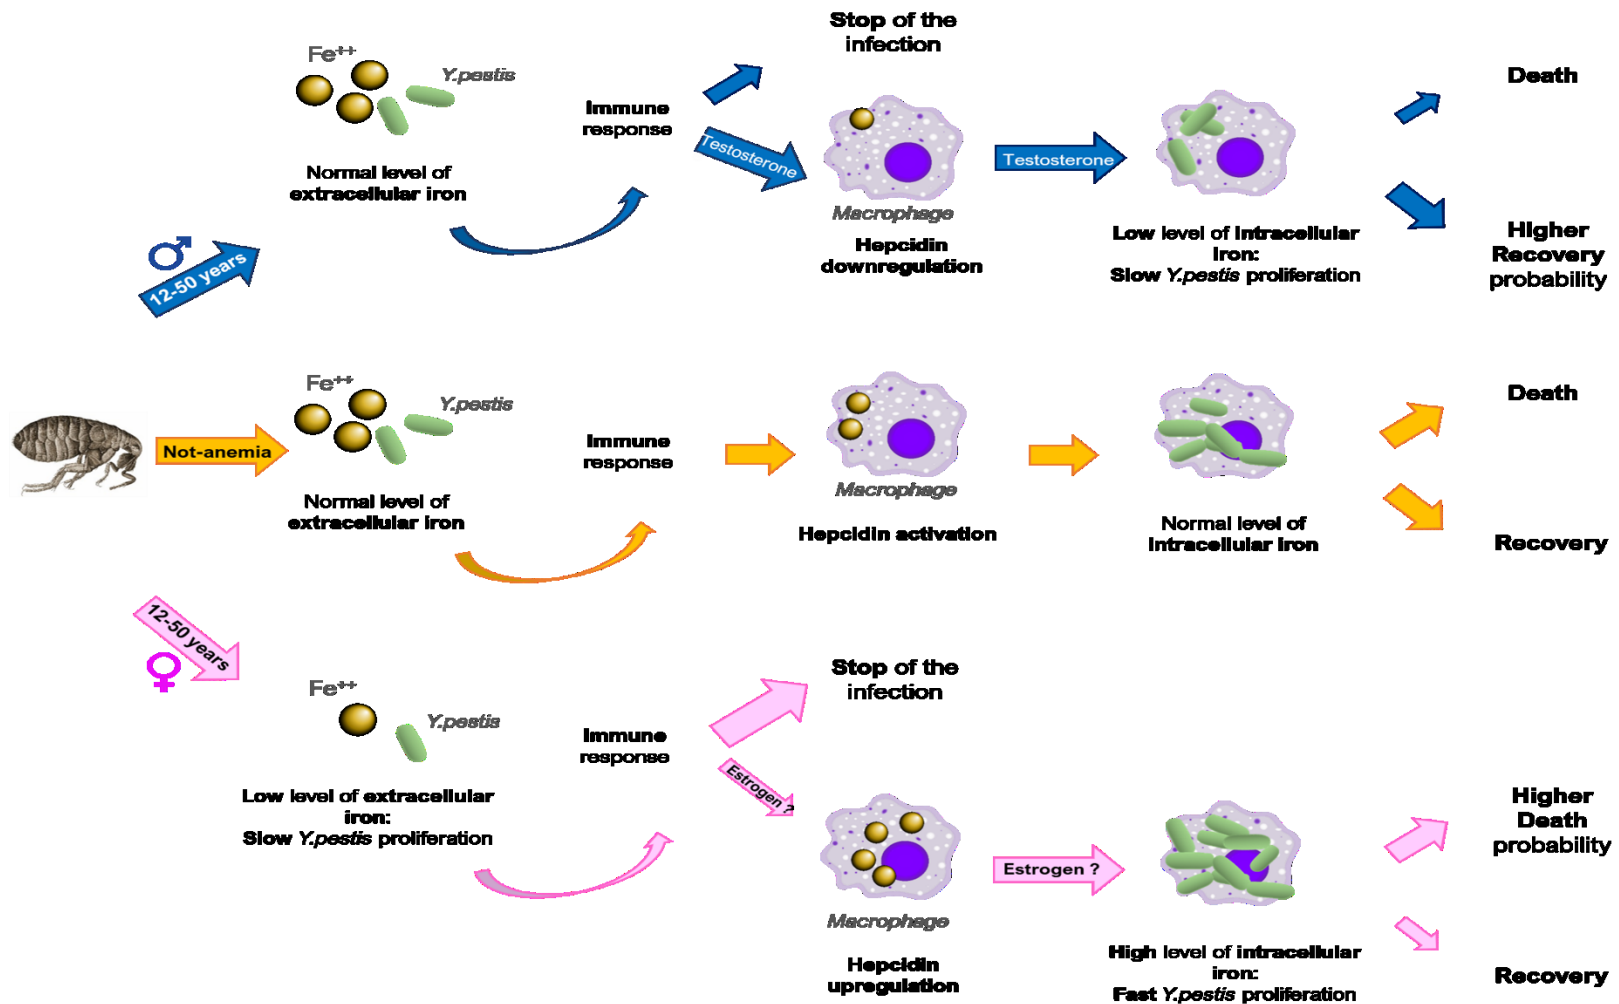 Fe++
Y.pestis
Normal level of
extracellular iron
♂
12-50 years
Immune
response
Stop of the
infection
Testosterone
Macrophage
Hepcidin
downregulation
Testosterone
Low level of intracellular
iron:
Slow Y.pestis proliferation
Death
Higher
Recovery
probability
Not-anemia
Fe++
Y.pestis
Normal level of
extracellular iron
Immune
response
Macrophage
Hepcidin activation
Normal level of
intracellular iron
Death
Recovery
12-50 years
♀
Fe++
Y.pestis
Low level of extracellular
iron:
Slow Y.pestis proliferation
Immune
response
Stop of the
infection
Estrogen ?
Macrophage
Hepcidin
upregulation
Estrogen ?
High level of intracellular
iron:
Fast Y.pestis proliferation
Higher
Death
probability
Recovery